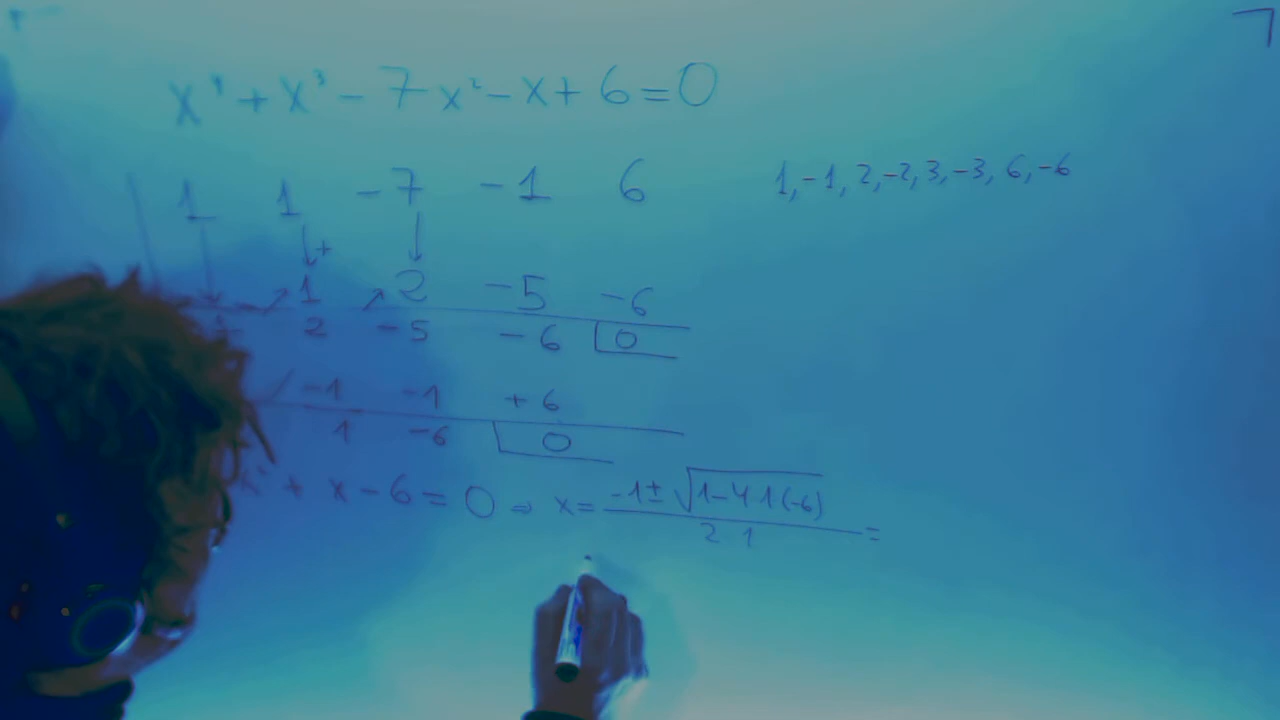 x⁴ + x³ - 7x² - x + 6 = 0
1 1 -7 -1 6
1, -1, 2, -2, 3, -3, 6, -6
+
1 2 -5 -6
2 -5 -6 0
-1 -1 +6
1 -6 0
x² + x - 6 = 0 ⇒ x = (-1 ± √(1 - 4 1 (-6))) / (2 1) =